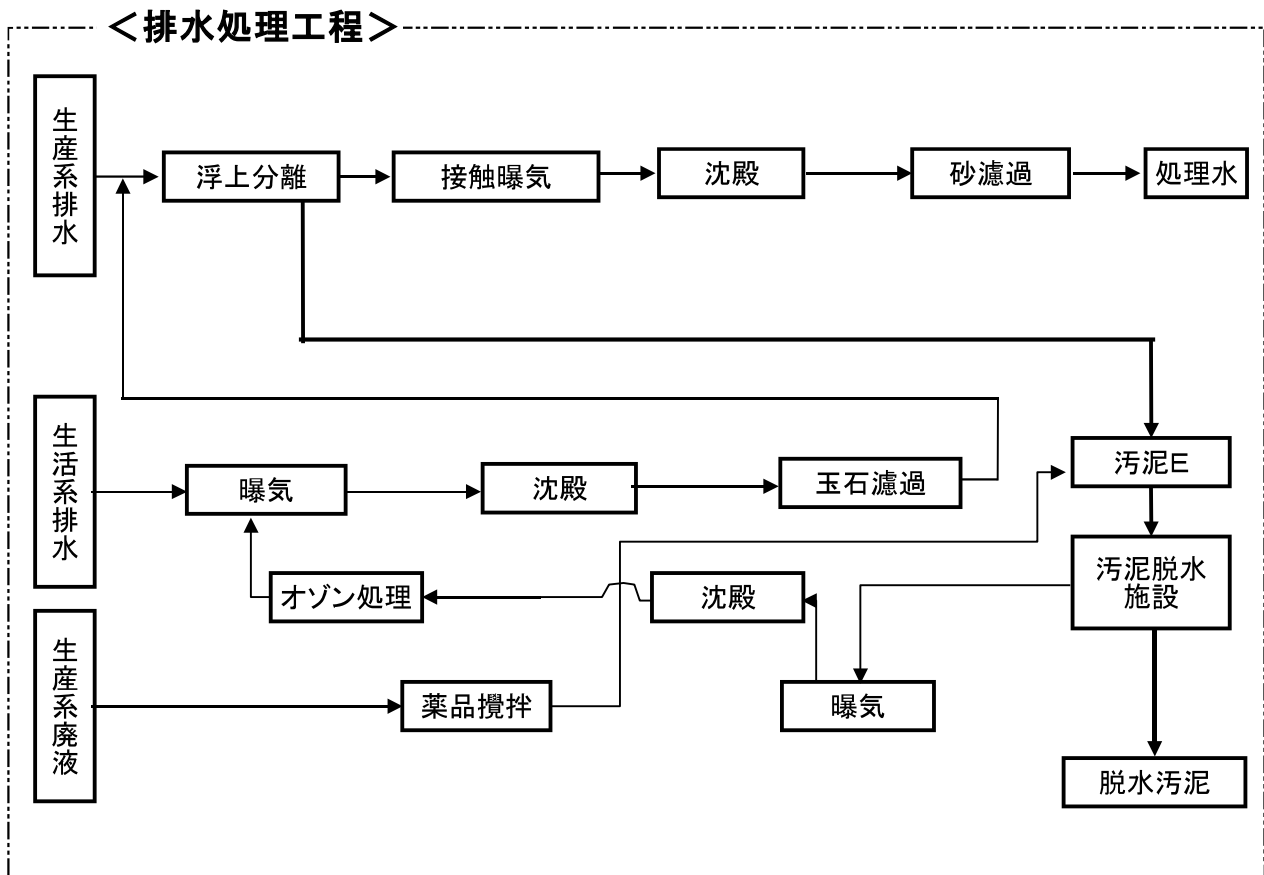 ＜排水処理工程＞
生産系排水
浮上分離
接触曝気
沈殿
砂濾過
処理水
生活系排水
曝気
沈殿
玉石濾過
汚泥E
オゾン処理
沈殿
汚泥脱水
施設
生産系廃液
薬品攪拌
曝気
脱水汚泥